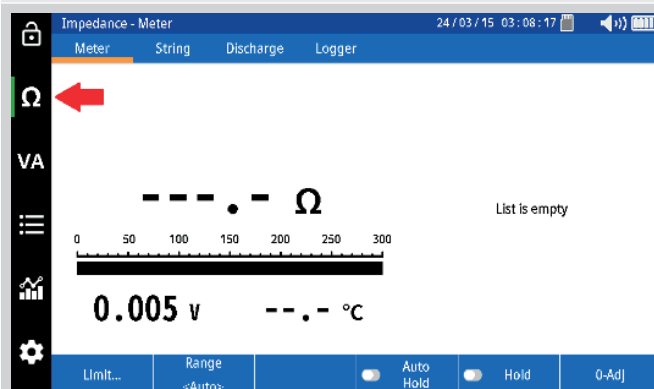 Impedance - Meter
24/03/15 03:08:17
Meter String Discharge Logger
Ω
VA
---.- Ω
List is empty
0 50 100 150 200 250 300
0.005 V
--.- °C
Limit...
Range
<Auto>
Auto
Hold
Hold
0-Adj